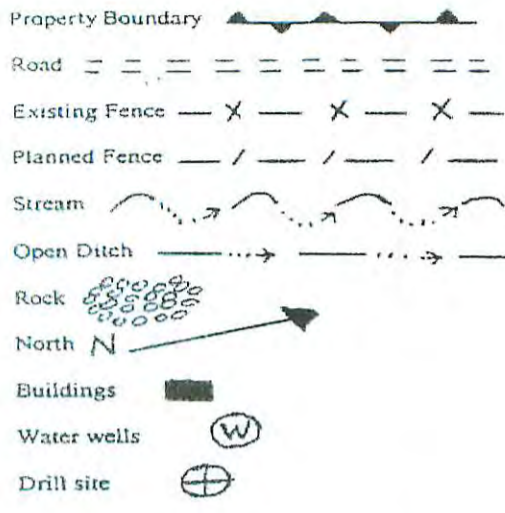 Property Boundary
Road
Existing Fence
Planned Fence
Stream
Open Ditch
Rock
North N
Buildings
Water wells W
Drill site